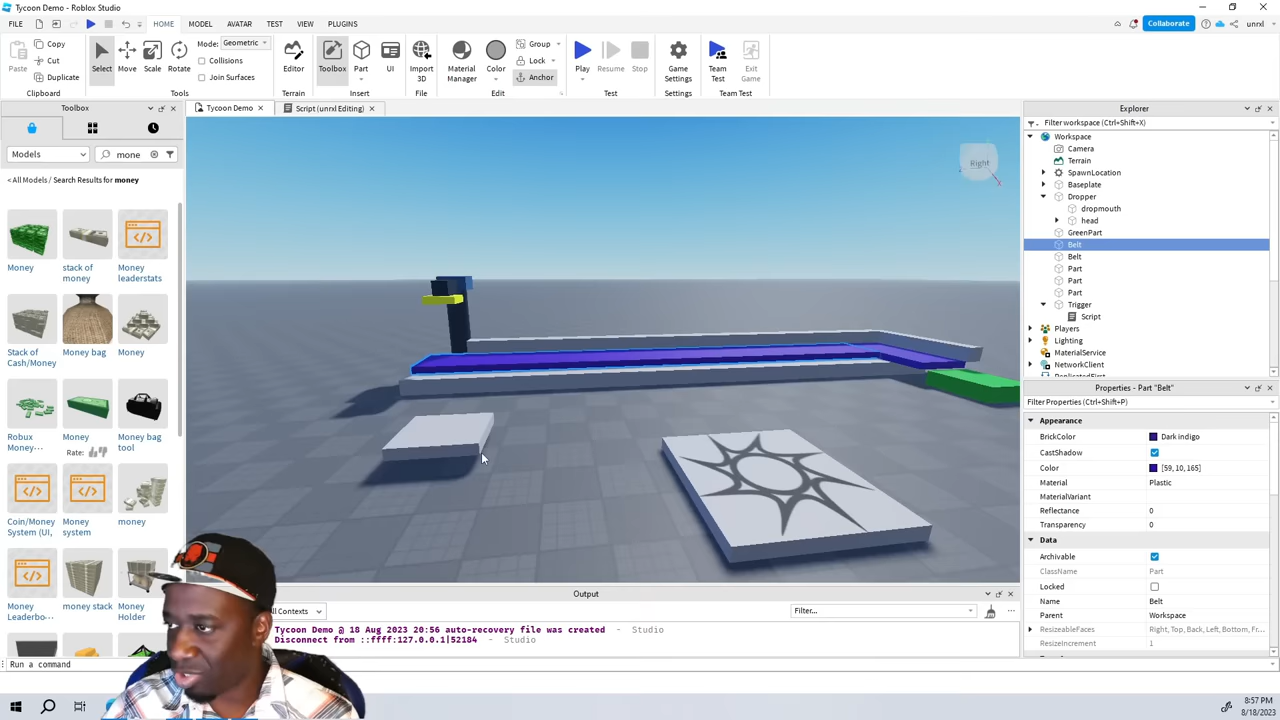 Tycoon Demo - Roblox Studio
FILE HOME MODEL AVATAR TEST VIEW PLUGINS
Collaborate unrxl
Paste Copy Cut Duplicate Clipboard
Select Move Scale Rotate Tools
Mode: Geometric
Collisions
Join Surfaces
Editor Terrain
Toolbox Part UI Insert
Import 3D File
Material Manager Color Group Lock Anchor Edit
Play Resume Stop Test
Game Settings Settings
Team Test Exit Game Team Test
Toolbox
Tycoon Demo
Script (unrxl Editing)
Models mone
< All Models / Search Results for money
Money
stack of money
Money leaderstats
Stack of Cash/Money
Money bag
Money
Robux Money...
Money
Rate:
Money bag tool
Coin/Money System (UI,
Money system
money
Money Leaderbo...
money stack
Money Holder
Right
X
Explorer
Filter workspace (Ctrl+Shift+X)
Workspace
Camera
Terrain
SpawnLocation
Baseplate
Dropper
dropmouth
head
GreenPart
Belt
Belt
Part
Part
Part
Trigger
Script
Players
Lighting
MaterialService
NetworkClient
ReplicatedFirst
Properties - Part "Belt"
Filter Properties (Ctrl+Shift+P)
Appearance
BrickColor Dark indigo
CastShadow
Color [59, 10, 165]
Material Plastic
MaterialVariant
Reflectance 0
Transparency 0
Data
Archivable
ClassName Part
Locked
Name Belt
Parent Workspace
ResizeableFaces Right, Top, Back, Left, Bottom, Fr...
ResizeIncrement 1
Output
ll Contexts Filter...
Tycoon Demo @ 18 Aug 2023 20:56 auto-recovery file was created - Studio
Disconnect from ::ffff:127.0.0.1|52184 - Studio
Run a command
8:57 PM
8/18/2023